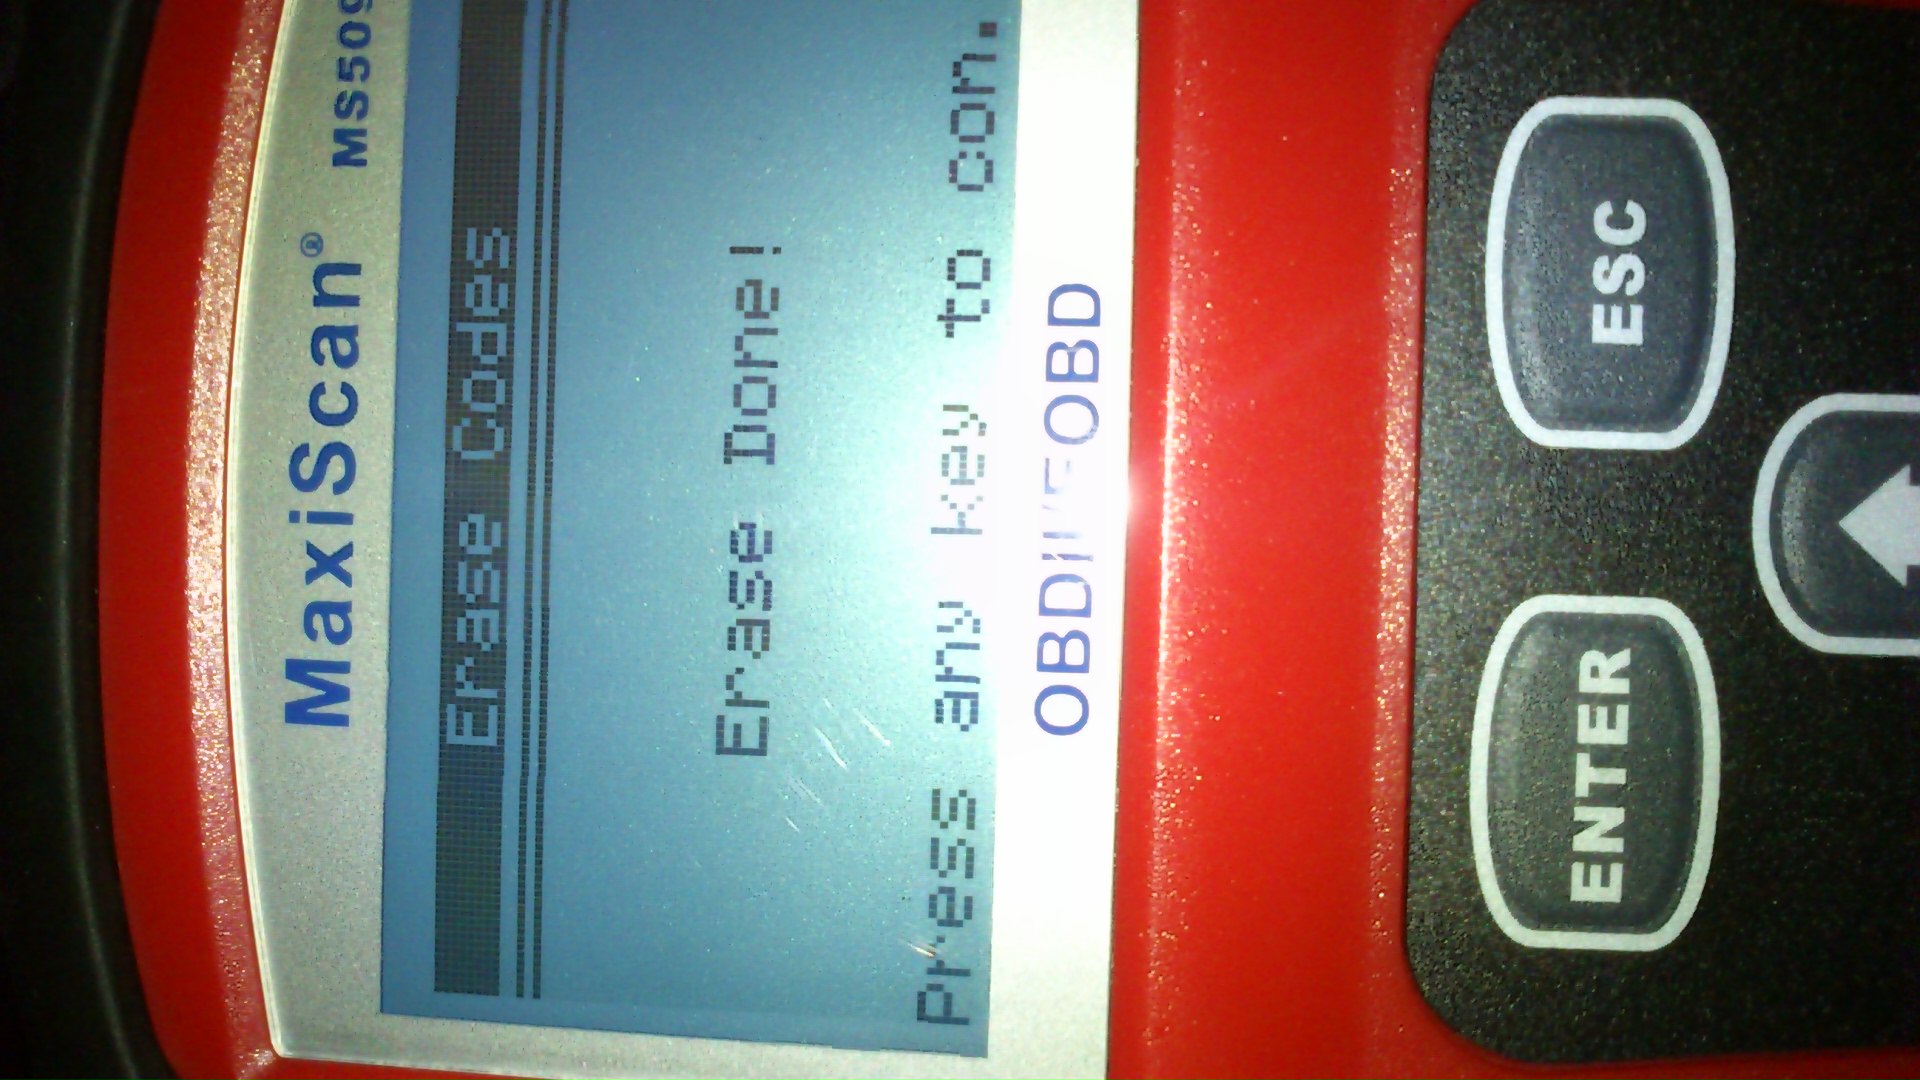 MaxiScan® MS509
Erase Codes
Erase Done!
Press any key to con.
OBDII/EOBD
ENTER
ESC